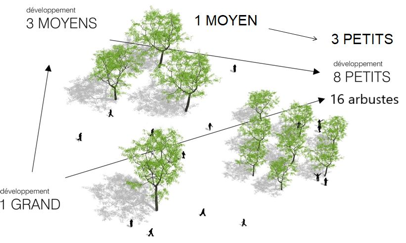 développement
3 MOYENS
1 MOYEN
3 PETITS
développement
8 PETITS
16 arbustes
développement
1 GRAND